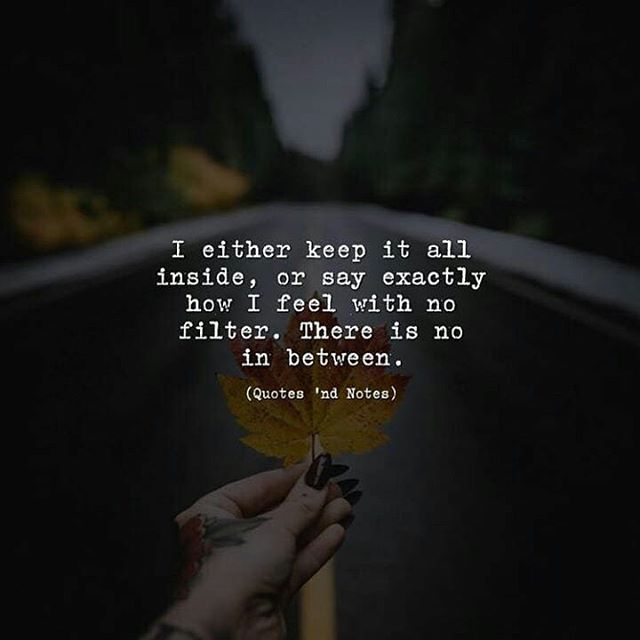 I either keep it all
inside, or say exactly
how I feel with no
filter. There is no
in between.
(Quotes 'nd Notes)